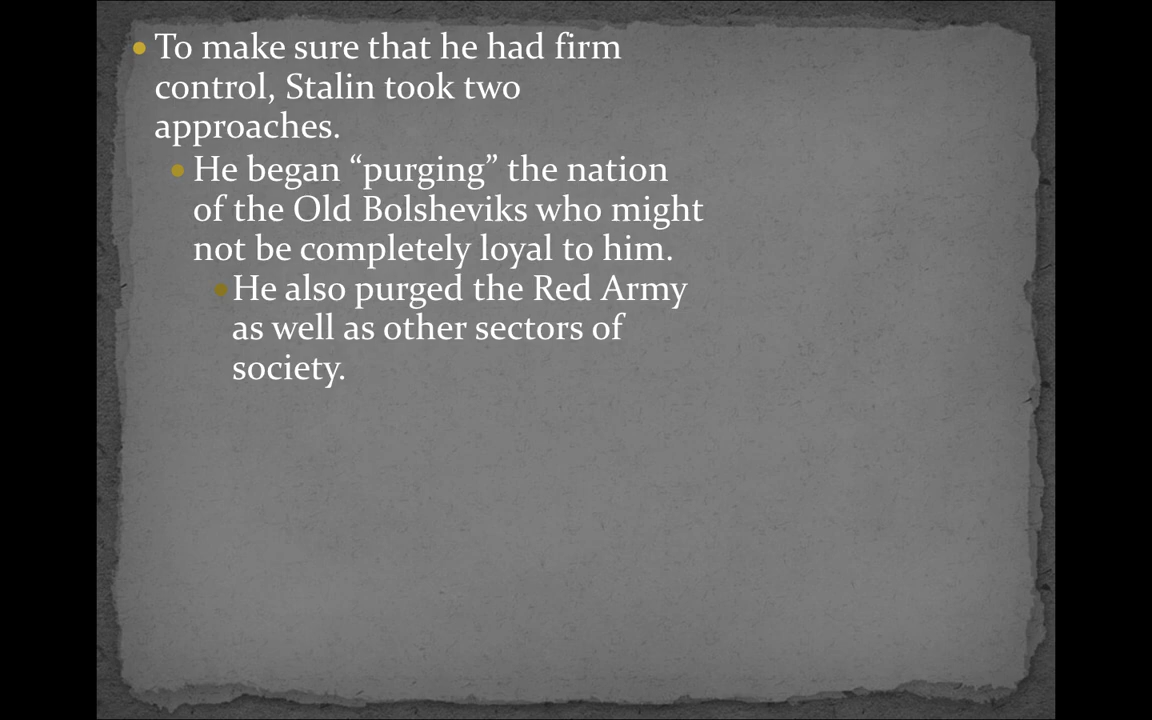 To make sure that he had firm
control, Stalin took two
approaches.
He began “purging” the nation
of the Old Bolsheviks who might
not be completely loyal to him.
He also purged the Red Army
as well as other sectors of
society.